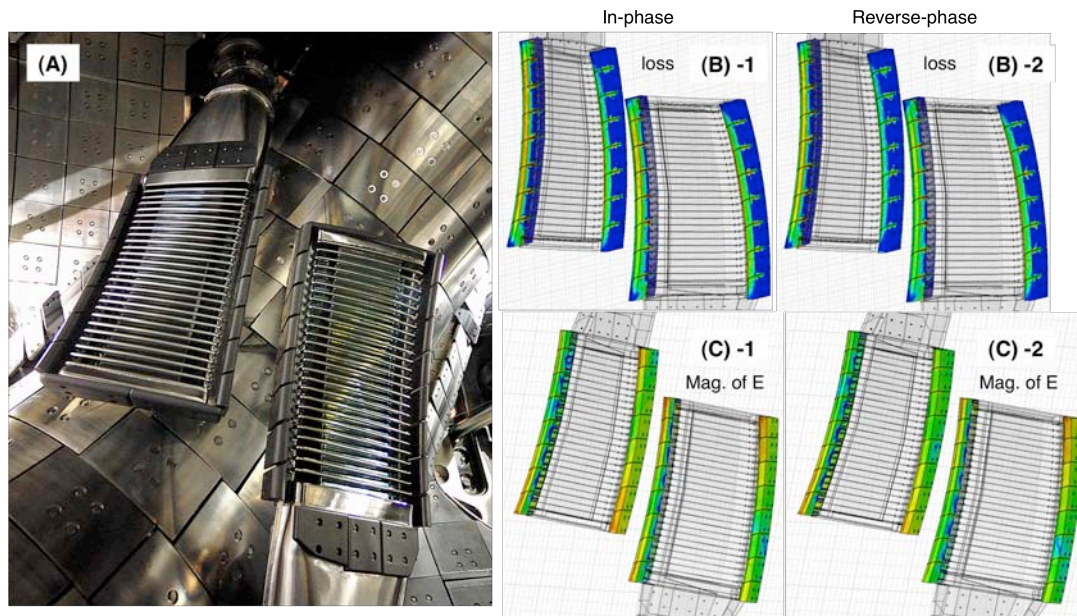 In-phase
Reverse-phase
(A)
loss
(B) -1
loss
(B) -2
(C) -1
Mag. of E
(C) -2
Mag. of E